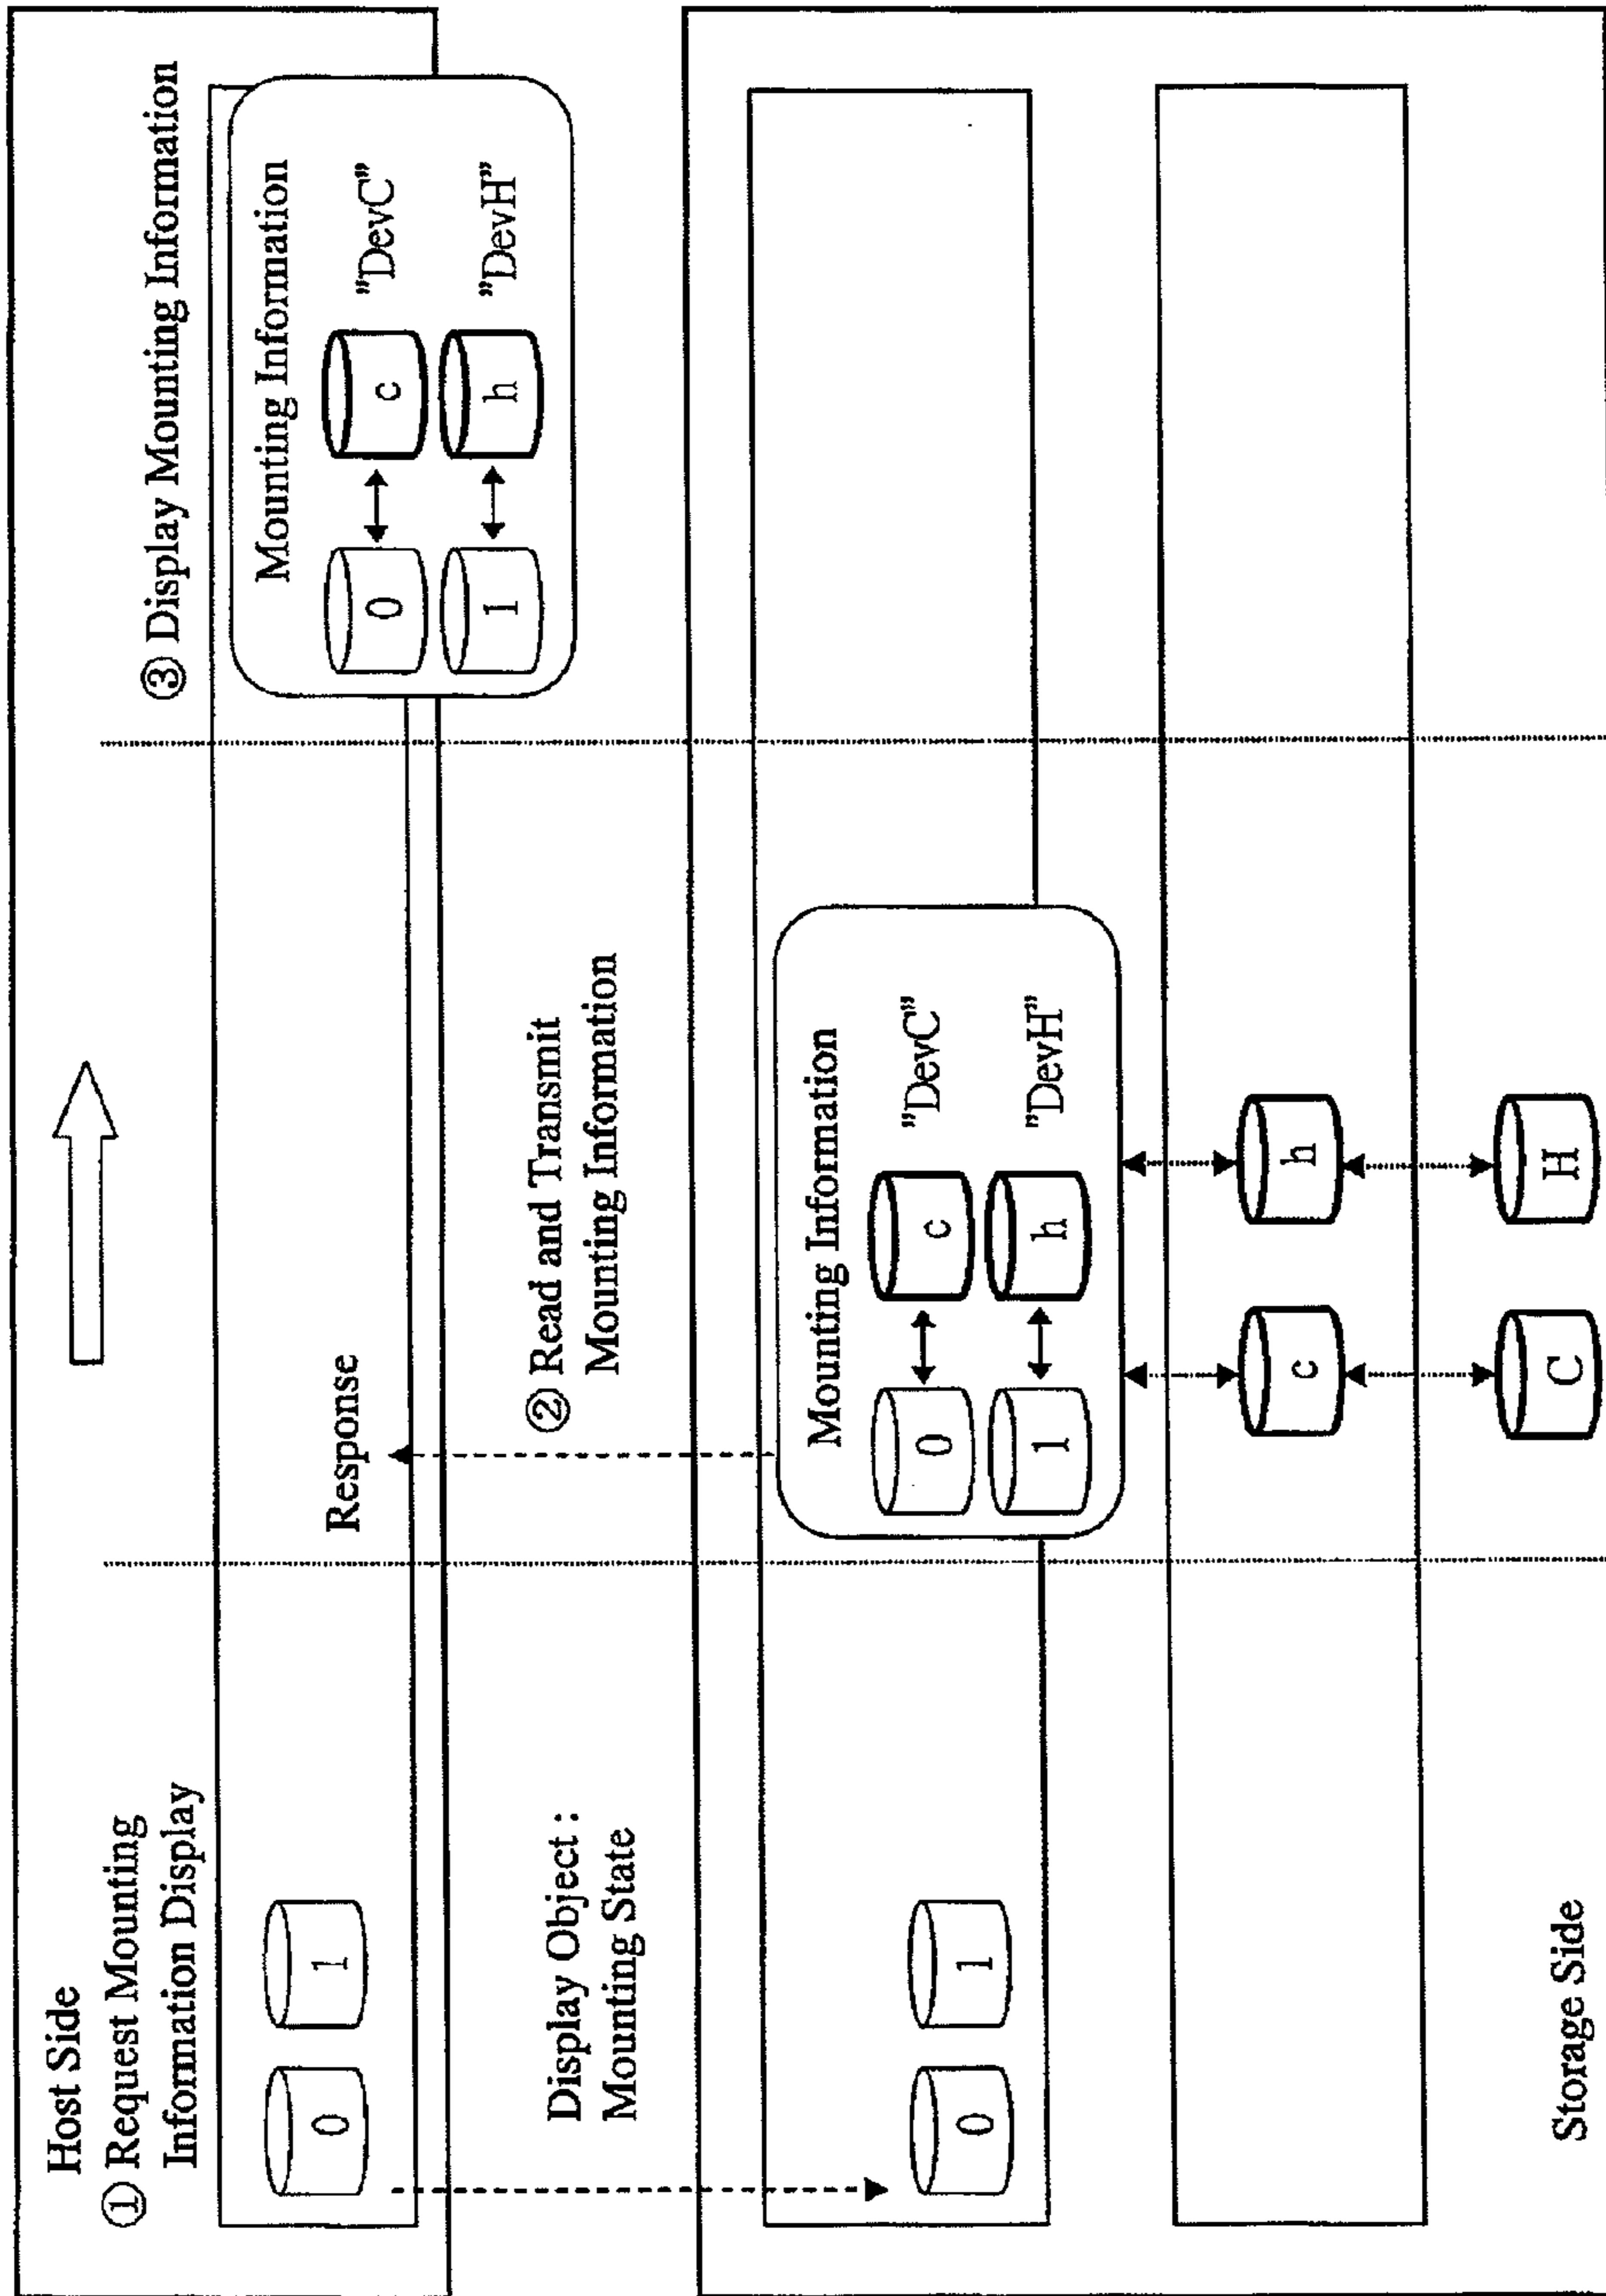 Host Side
① Request Mounting
Information Display
0
1
Display Object :
Mounting State
0
1
Storage Side
Response
② Read and Transmit
Mounting Information
Mounting Information
0
c
"DevC"
1
h
"DevH"
c
h
C
H
③ Display Mounting Information
Mounting Information
0
c
"DevC"
1
h
"DevH"